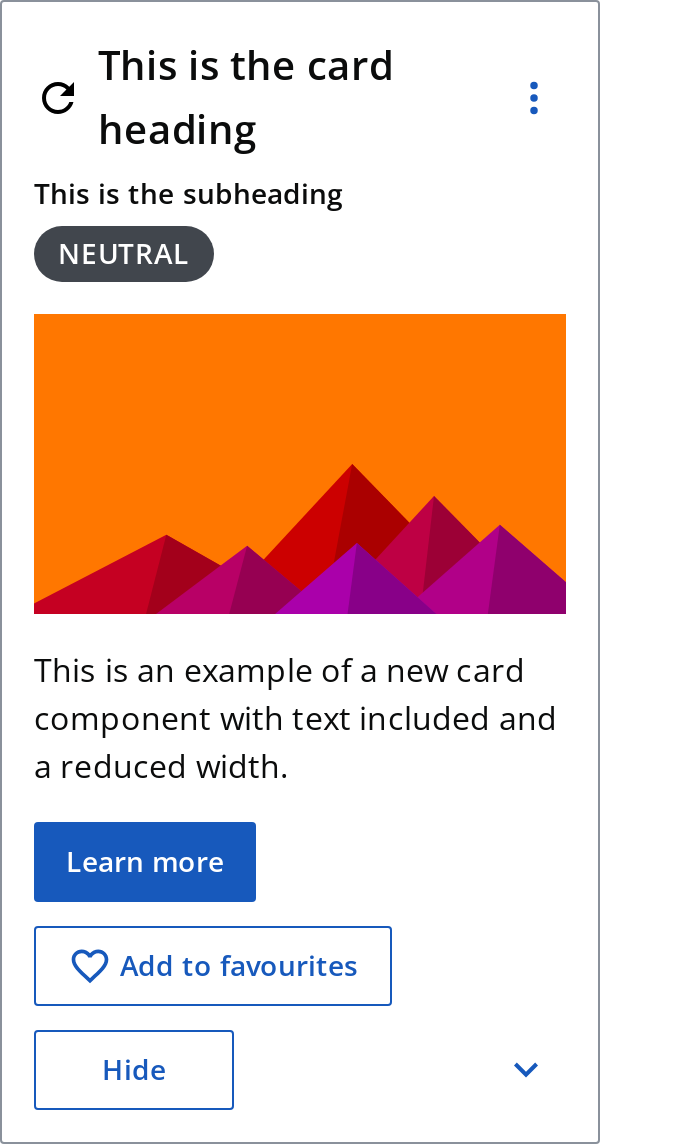 This is the card
heading
This is the subheading
NEUTRAL
This is an example of a new card
component with text included and
a reduced width.
Learn more
Add to favourites
Hide